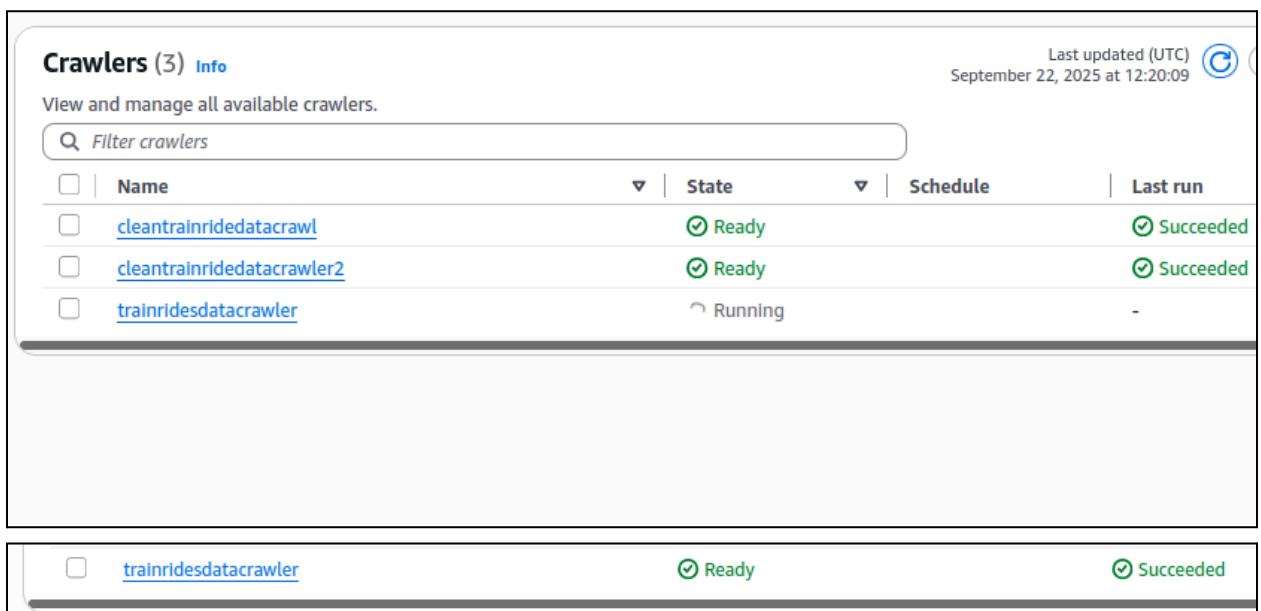 Crawlers (3) Info
Last updated (UTC)
September 22, 2025 at 12:20:09
View and manage all available crawlers.
Filter crawlers
Name State Schedule Last run
cleantrainridedatacrawl Ready Succeeded
cleantrainridedatacrawler2 Ready Succeeded
trainridesdatacrawler Running -
trainridesdatacrawler Ready Succeeded